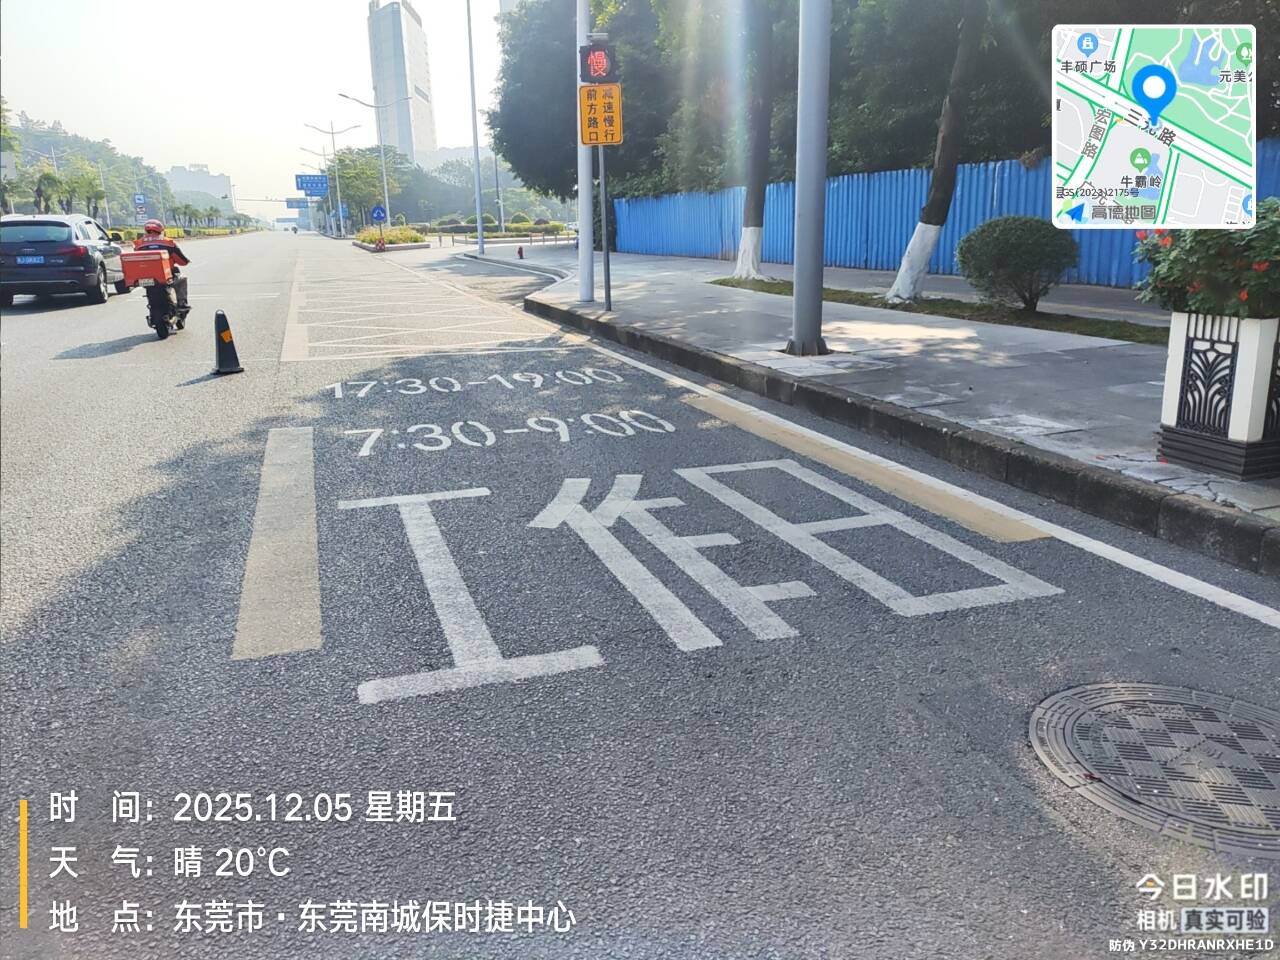 慢
减速慢行
前方路口
17:30-19:00
7:30-9:00
工作日
丰硕广场
元美公
三元路
宏图路
牛霸岭
GS(2023)2175号
高德地图
时 间：2025.12.05 星期五
天 气：晴 20℃
地 点：东莞市·东莞南城保时捷中心
今日水印
相机 真实可验
防伪 Y32DHRANRXHE1D